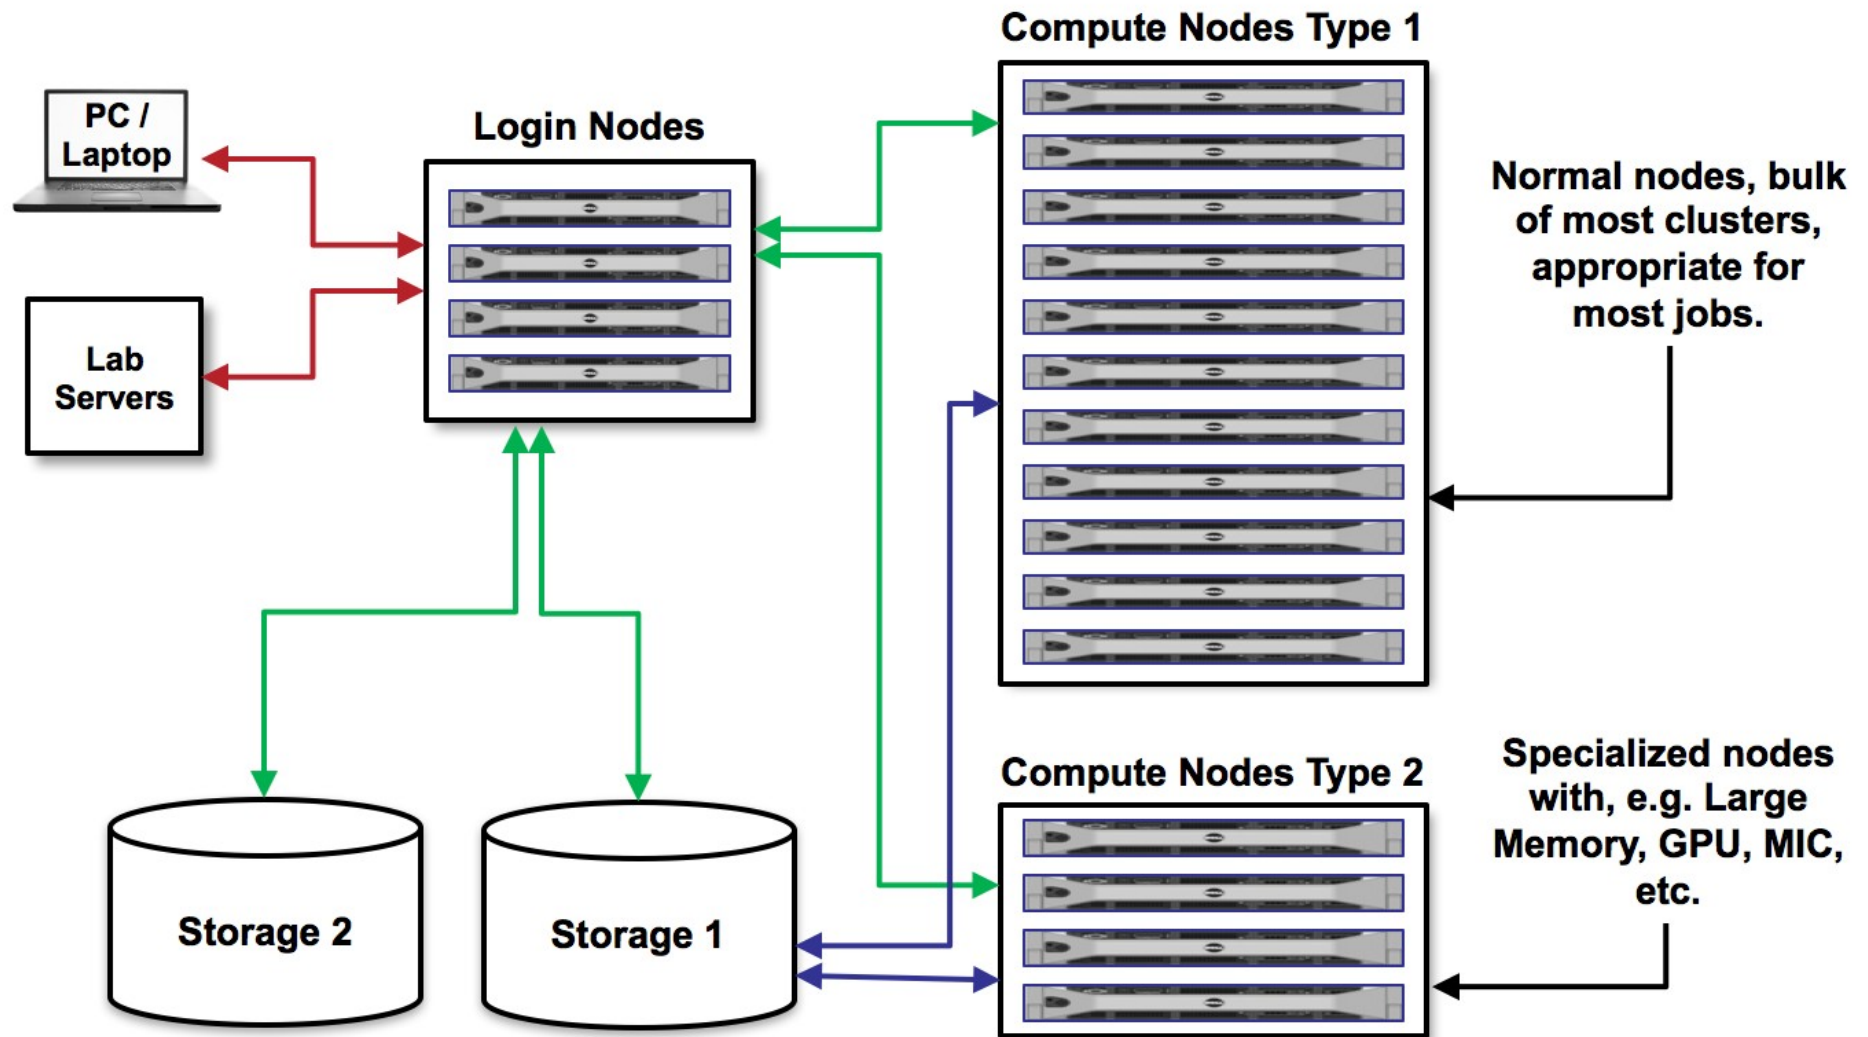 Compute Nodes Type 1
PC /
Laptop
Login Nodes
Normal nodes, bulk
of most clusters,
appropriate for
most jobs.
Lab
Servers
Compute Nodes Type 2
Specialized nodes
with, e.g. Large
Memory, GPU, MIC,
etc.
Storage 2
Storage 1